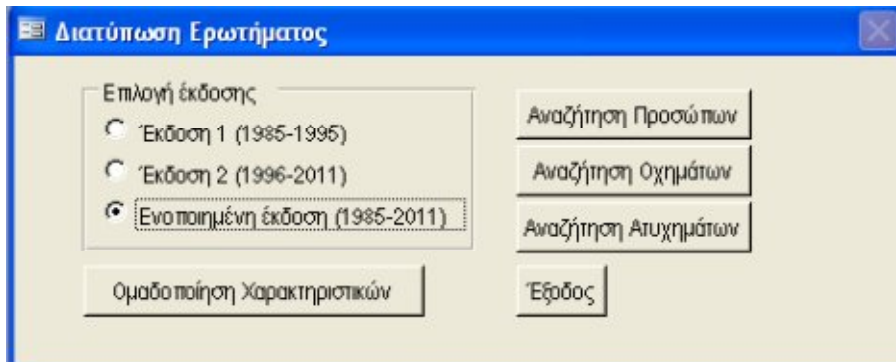 Διατύπωση Ερωτήματος
Επιλογή έκδοσης
Έκδοση 1 (1985-1995)
Έκδοση 2 (1996-2011)
Ενοποιημένη έκδοση (1985-2011)
Ομαδοποίηση Χαρακτηριστικών
Αναζήτηση Προσώπων
Αναζήτηση Οχημάτων
Αναζήτηση Ατυχημάτων
Έξοδος